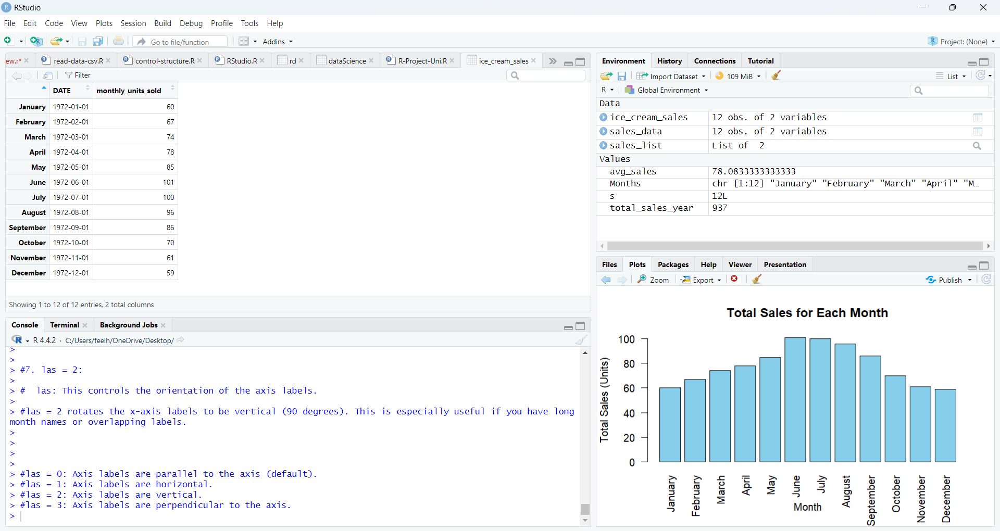 RStudio
File Edit Code View Plots Session Build Debug Profile Tools Help
Go to file/function Addins Project: (None)
ew.r* read-data-csv.R control-structure.R RStudio.R rd dataScience R-Project-Uni.R ice_cream_sales
Filter
DATE monthly_units_sold
January 1972-01-01 60
February 1972-02-01 67
March 1972-03-01 74
April 1972-04-01 78
May 1972-05-01 85
June 1972-06-01 101
July 1972-07-01 100
August 1972-08-01 96
September 1972-09-01 86
October 1972-10-01 70
November 1972-11-01 61
December 1972-12-01 59
Showing 1 to 12 of 12 entries, 2 total columns
Console Terminal Background Jobs
R R 4.4.2 · C:/Users/feelh/OneDrive/Desktop/
>
>
> #7. las = 2:
>
> #  las: This controls the orientation of the axis labels.
>
> #las = 2 rotates the x-axis labels to be vertical (90 degrees). This is especially useful if you have long
month names or overlapping labels.
>
>
>
>
> #las = 0: Axis labels are parallel to the axis (default).
> #las = 1: Axis labels are horizontal.
> #las = 2: Axis labels are vertical.
> #las = 3: Axis labels are perpendicular to the axis.
>
Environment History Connections Tutorial
Import Dataset 109 MiB List
R Global Environment
Data
ice_cream_sales 12 obs. of 2 variables
sales_data 12 obs. of 2 variables
sales_list List of  2
Values
avg_sales 78.0833333333333
Months chr [1:12] "January" "February" "March" "April" "M…
s 12L
total_sales_year 937
Files Plots Packages Help Viewer Presentation
Zoom Export Publish
Total Sales for Each Month
Total Sales (Units)
100
80
60
40
20
0
January February March April May June July August September October November December
Month